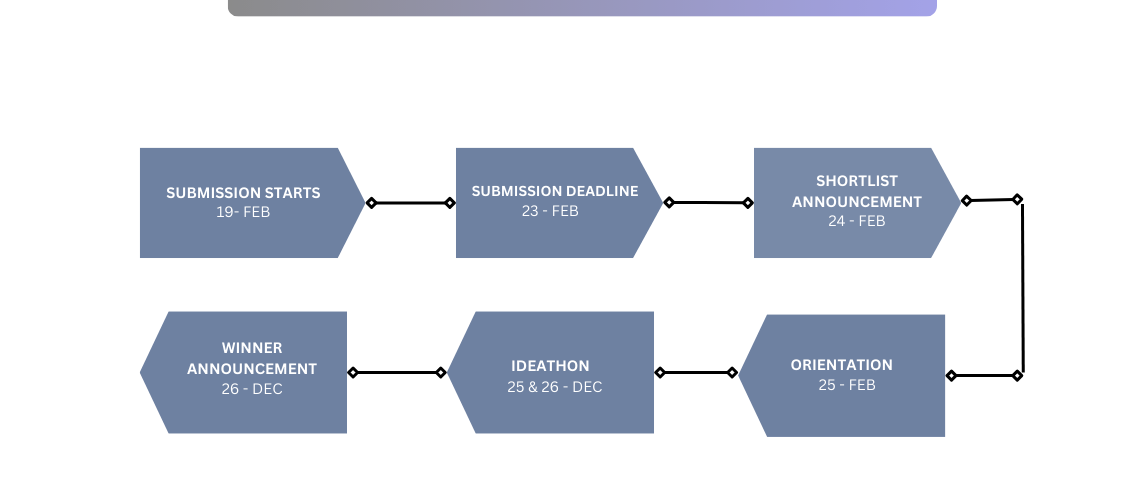 SUBMISSION STARTS
19- FEB
SUBMISSION DEADLINE
23 - FEB
SHORTLIST
ANNOUNCEMENT
24 - FEB
ORIENTATION
25 - FEB
IDEATHON
25 & 26 - DEC
WINNER
ANNOUNCEMENT
26 - DEC